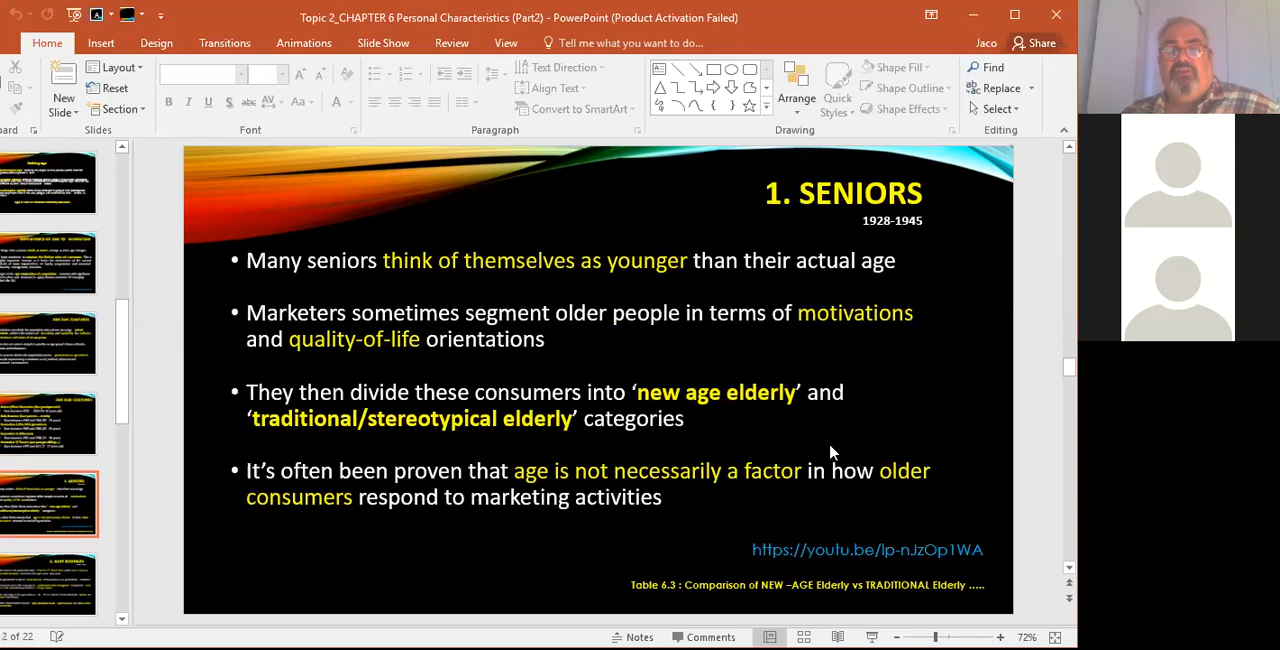 Topic 2_CHAPTER 6 Personal Characteristics (Part2) - PowerPoint (Product Activation Failed)
Home Insert Design Transitions Animations Slide Show Review View Tell me what you want to do... Jaco Share
Layout
Reset
Section
New
Slide
Text Direction
Align Text
Convert to SmartArt
Arrange
Quick
Styles
Shape Fill
Shape Outline
Shape Effects
Find
Replace
Select
oard Slides Font Paragraph Drawing Editing
1. SENIORS
1928-1945
• Many seniors think of themselves as younger than their actual age
• Marketers sometimes segment older people in terms of motivations
and quality-of-life orientations
• They then divide these consumers into ‘new age elderly’ and
‘traditional/stereotypical elderly’ categories
• It’s often been proven that age is not necessarily a factor in how older
consumers respond to marketing activities
https://youtu.be/lp-nJzOp1WA
Table 6.3 : Comparison of NEW –AGE Elderly vs TRADITIONAL Elderly .....
2 of 22 Notes Comments 72%